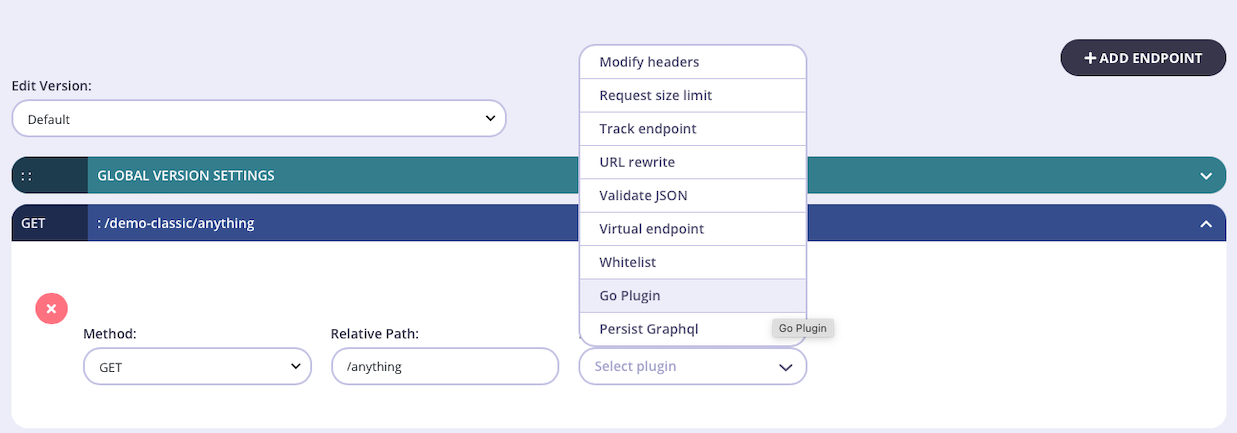 + ADD ENDPOINT
Edit Version:
Default
: : GLOBAL VERSION SETTINGS
GET : /demo-classic/anything
Modify headers
Request size limit
Track endpoint
URL rewrite
Validate JSON
Virtual endpoint
Whitelist
Go Plugin
Persist Graphql
Go Plugin
Method:
GET
Relative Path:
/anything
Select plugin